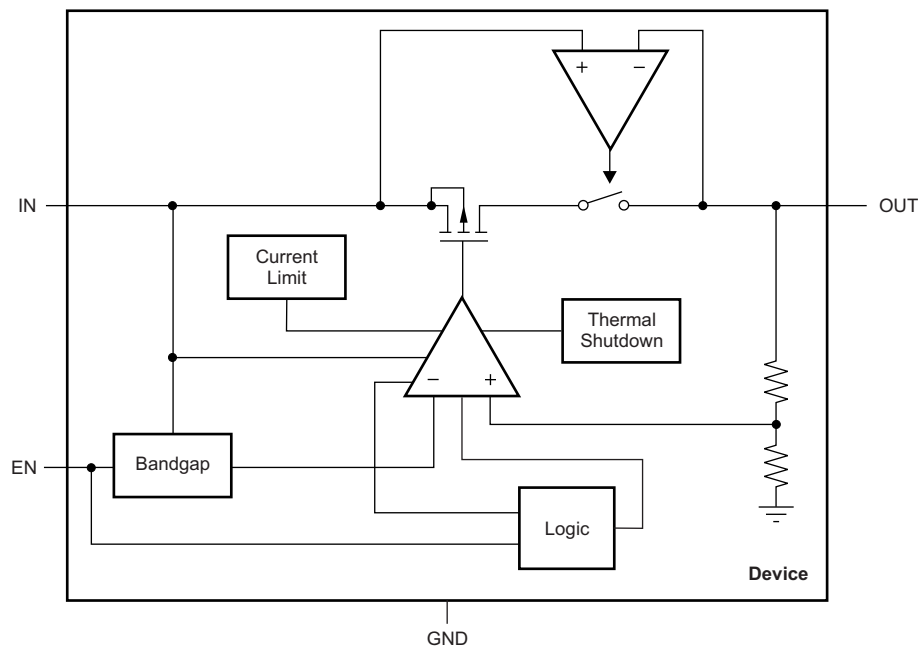 + −
IN
OUT
Current
Limit
Thermal
Shutdown
− +
EN
Bandgap
Logic
Device
GND